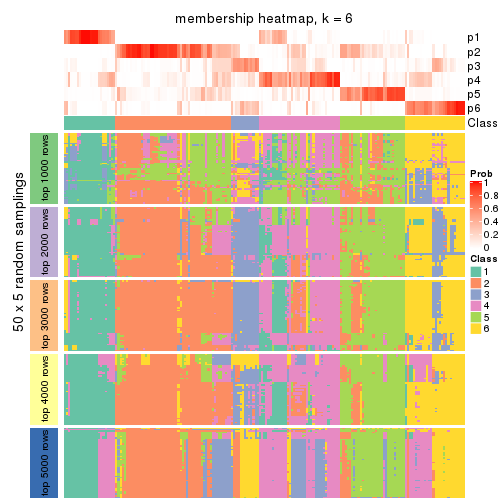 membership heatmap, k = 6
p1
p2
p3
p4
p5
p6
Class
50 x 5 random samplings
top 1000 rows
top 2000 rows
top 3000 rows
top 4000 rows
top 5000 rows
Prob
1
0.8
0.6
0.4
0.2
0
Class
1
2
3
4
5
6